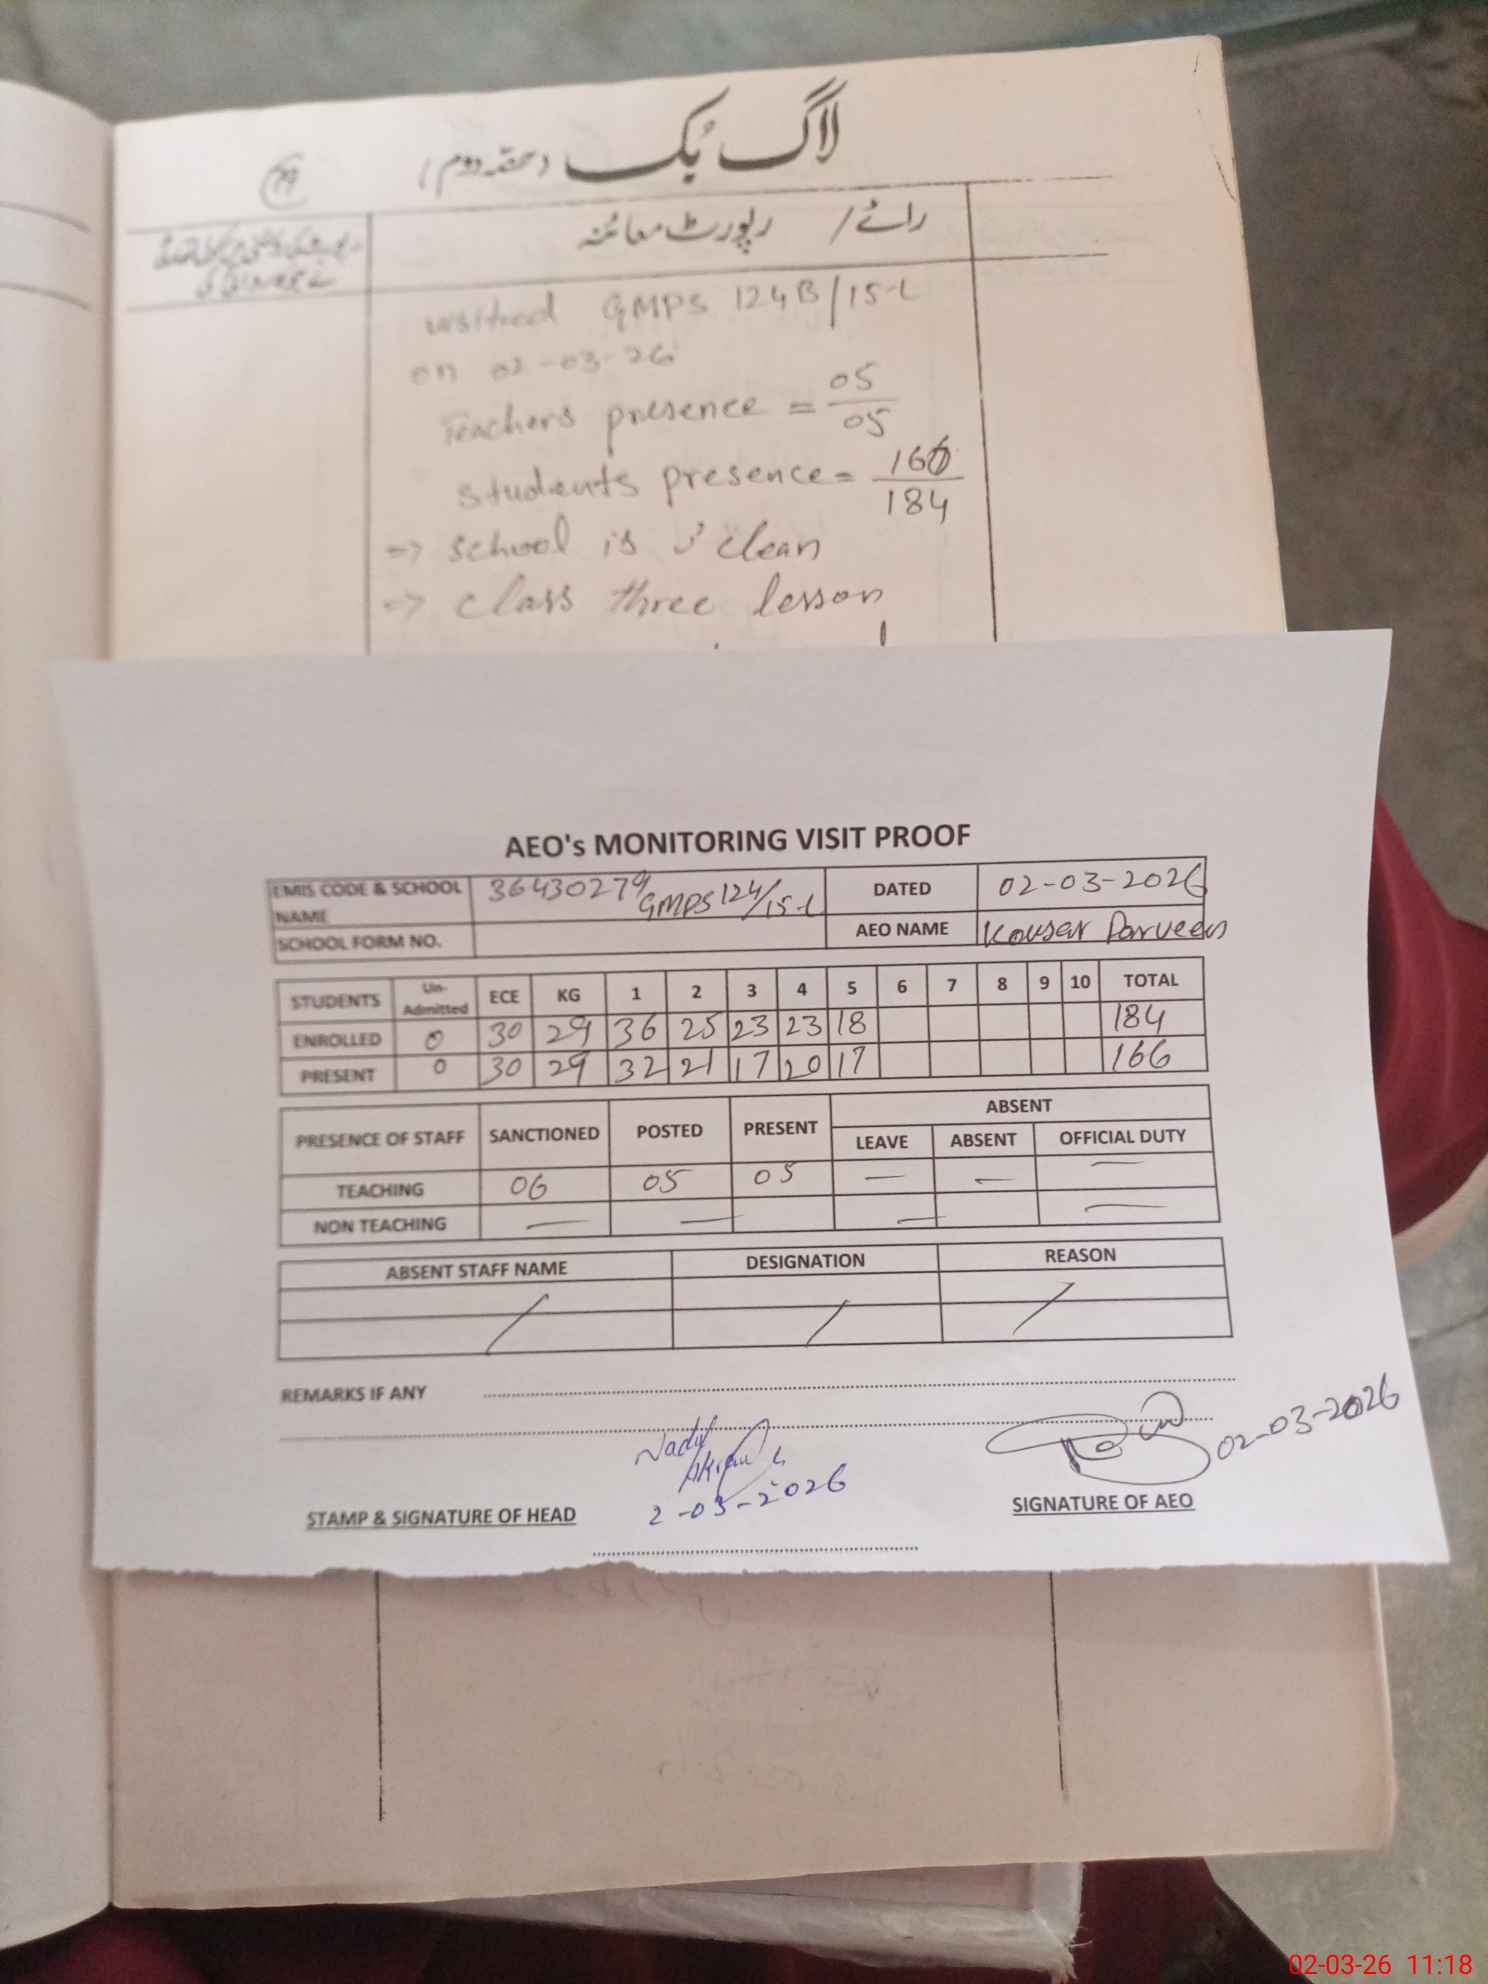 لاگ بک (حصہ دوم)
رائے / رپورٹ معائنہ
visited GMPS 124B/15-L
on 02-03-26
Teachers presence = 05/05
students presence = 166/184
=> school is clean
=> class three lesson
AEO's MONITORING VISIT PROOF
EMIS CODE & SCHOOL NAME 36430279/ GMPS 124/15-L DATED 02-03-2026
SCHOOL FORM NO. AEO NAME Kousar Parveen
STUDENTS Un-Admitted ECE KG 1 2 3 4 5 6 7 8 9 10 TOTAL
ENROLLED 0 30 29 36 25 23 23 18 184
PRESENT 0 30 29 32 21 17 20 17 166
PRESENCE OF STAFF SANCTIONED POSTED PRESENT ABSENT
LEAVE ABSENT OFFICIAL DUTY
TEACHING 06 05 05 — — —
NON TEACHING — — — —
ABSENT STAFF NAME DESIGNATION REASON
/ / /
REMARKS IF ANY
02-03-2026
2-03-2026
STAMP & SIGNATURE OF HEAD SIGNATURE OF AEO
02-03-26 11:18